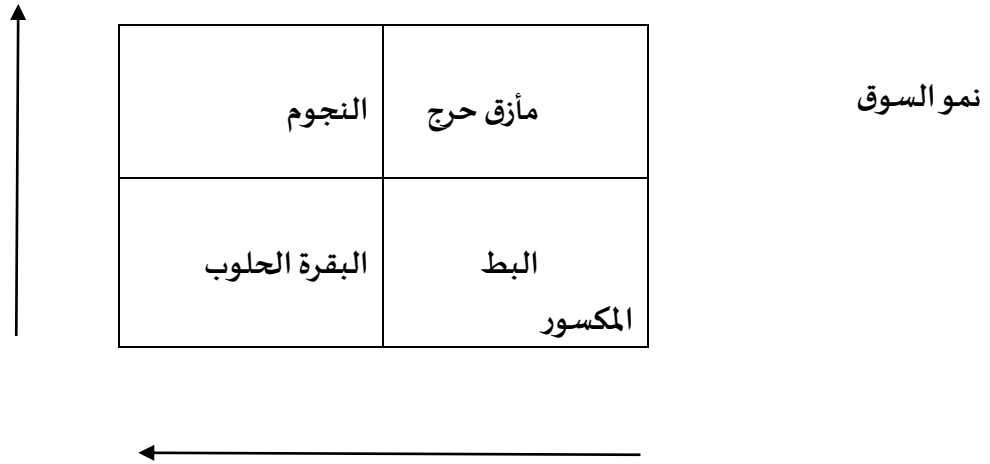 نمو السوق
مأزق حرج
النجوم
البط
المكسور
البقرة الحلوب